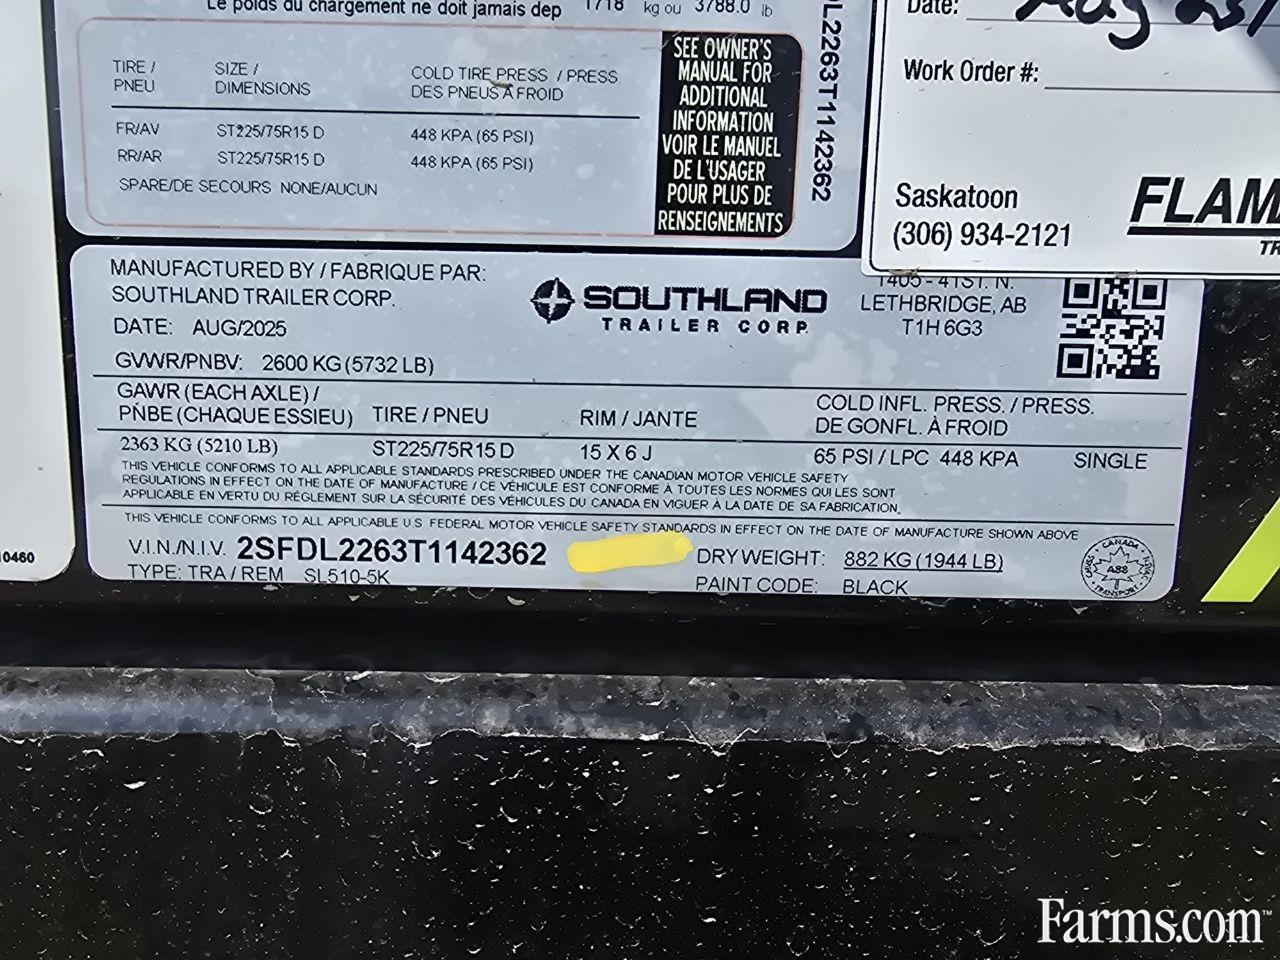 Le poids du chargement ne doit jamais dep 1718 kg ou 3788.0 lb
TIRE / PNEU
SIZE / DIMENSIONS
COLD TIRE PRESS / PRESS
DES PNEUS À FROID
FR/AV ST225/75R15 D 448 KPA (65 PSI)
RR/AR ST225/75R15 D 448 KPA (65 PSI)
SPARE/DE SECOURS NONE/AUCUN
SEE OWNER'S
MANUAL FOR
ADDITIONAL
INFORMATION
VOIR LE MANUEL
DE L'USAGER
POUR PLUS DE
RENSEIGNEMENTS
DL2263T1142362
Date:
Work Order #:
Saskatoon
(306) 934-2121
FLAM
TR
MANUFACTURED BY / FABRIQUE PAR:
SOUTHLAND TRAILER CORP.
DATE: AUG/2025
GVWR/PNBV: 2600 KG (5732 LB)
SOUTHLAND
TRAILER CORP.
1405 - 41ST. N.
LETHBRIDGE, AB
T1H 6G3
GAWR (EACH AXLE) /
PNBE (CHAQUE ESSIEU)
TIRE / PNEU
RIM / JANTE
COLD INFL. PRESS. / PRESS.
DE GONFL. À FROID
2363 KG (5210 LB) ST225/75R15 D 15 X 6 J 65 PSI / LPC 448 KPA SINGLE
THIS VEHICLE CONFORMS TO ALL APPLICABLE STANDARDS PRESCRIBED UNDER THE CANADIAN MOTOR VEHICLE SAFETY
REGULATIONS IN EFFECT ON THE DATE OF MANUFACTURE / CE VÉHICULE EST CONFORME À TOUTES LES NORMES QUI LES SONT
APPLICABLE EN VERTU DU RÉGLEMENT SUR LA SÉCURITÉ DES VÉHICULES DU CANADA EN VIGUER À LA DATE DE SA FABRICATION.
THIS VEHICLE CONFORMS TO ALL APPLICABLE U.S FEDERAL MOTOR VEHICLE SAFETY STANDARDS IN EFFECT ON THE DATE OF MANUFACTURE SHOWN ABOVE
V.I.N./N.I.V. 2SFDL2263T1142362 DRY WEIGHT: 882 KG (1944 LB)
TYPE: TRA / REM SL510-5K PAINT CODE: BLACK
CANADA
TRANSPORT
A88
10460
Farms.com™